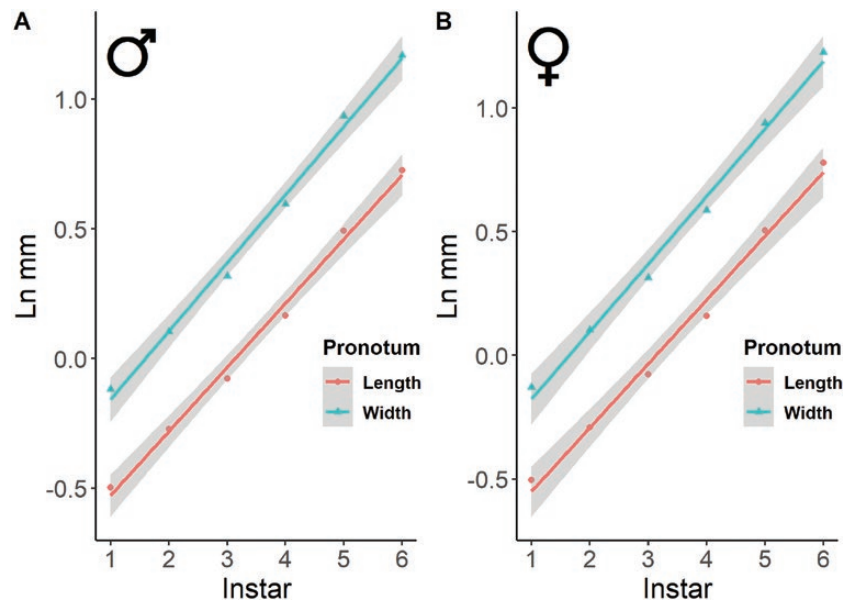 A
♂
Ln mm
1.0
0.5
0.0
-0.5
1 2 3 4 5 6
Instar
Pronotum
Length
Width
B
♀
Ln mm
1.0
0.5
0.0
-0.5
1 2 3 4 5 6
Instar
Pronotum
Length
Width